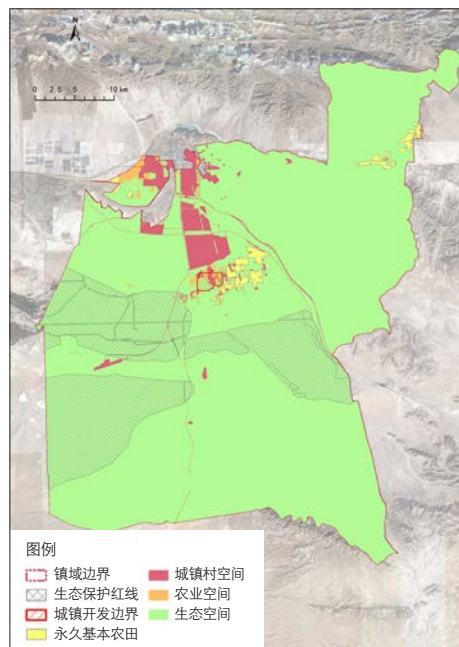 N
0 2.5 5 10 km
图例
镇域边界 城镇村空间
生态保护红线 农业空间
城镇开发边界 生态空间
永久基本农田